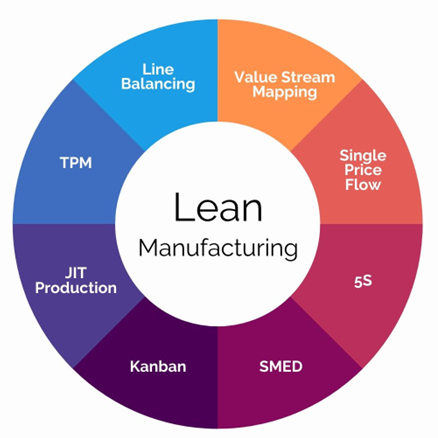 Lean
Manufacturing
Value Stream
Mapping
Single
Price
Flow
5S
SMED
Kanban
JIT
Production
TPM
Line
Balancing